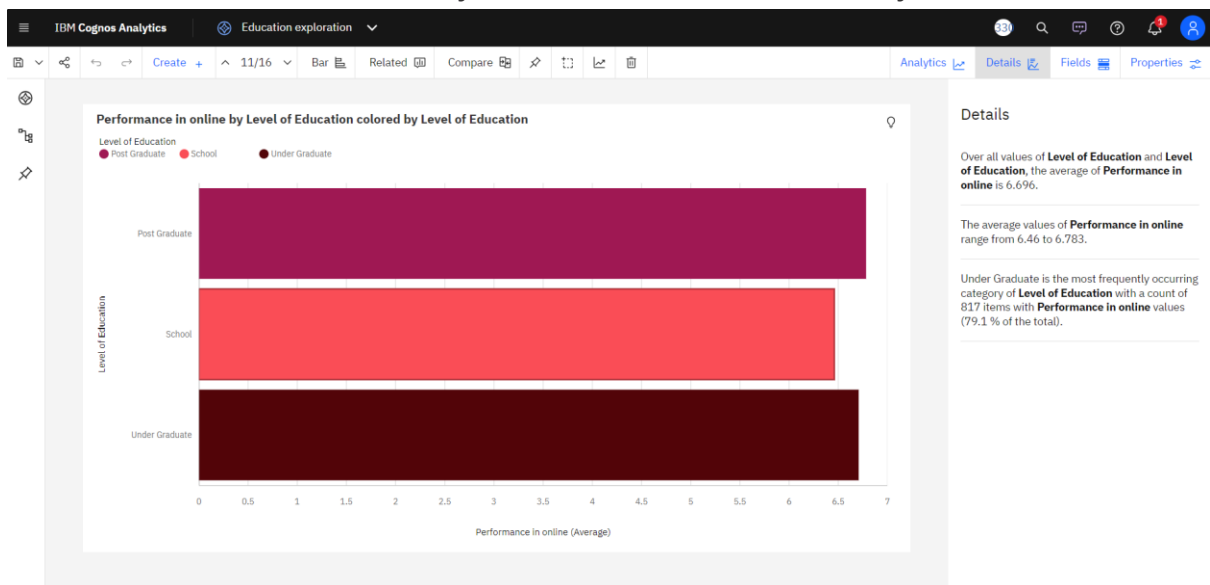 IBM Cognos Analytics
Education exploration
330
1
Create +
11/16
Bar
Related
Compare
Analytics
Details
Fields
Properties
Performance in online by Level of Education colored by Level of Education
Level of Education
Post Graduate School Under Graduate
Post Graduate
School
Under Graduate
Level of Education
0 0.5 1 1.5 2 2.5 3 3.5 4 4.5 5 5.5 6 6.5 7
Performance in online (Average)
Details
Over all values of Level of Education and Level
of Education, the average of Performance in
online is 6.696.
The average values of Performance in online
range from 6.46 to 6.783.
Under Graduate is the most frequently occurring
category of Level of Education with a count of
817 items with Performance in online values
(79.1 % of the total).